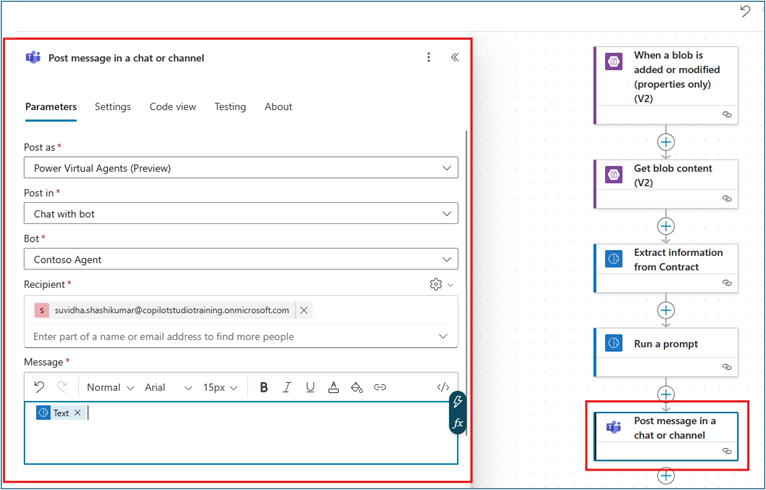 Post message in a chat or channel
Parameters
Settings
Code view
Testing
About
Post as *
Power Virtual Agents (Preview)
Post in *
Chat with bot
Bot *
Contoso Agent
Recipient *
s suvidha.shashikumar@copilotstudiotraining.onmicrosoft.com
Enter part of a name or email address to find more people
Message *
Normal Arial 15px B I U A </>
Text
fx
When a blob is
added or modified
(properties only)
(V2)
Get blob content
(V2)
Extract information
from Contract
Run a prompt
Post message in a
chat or channel